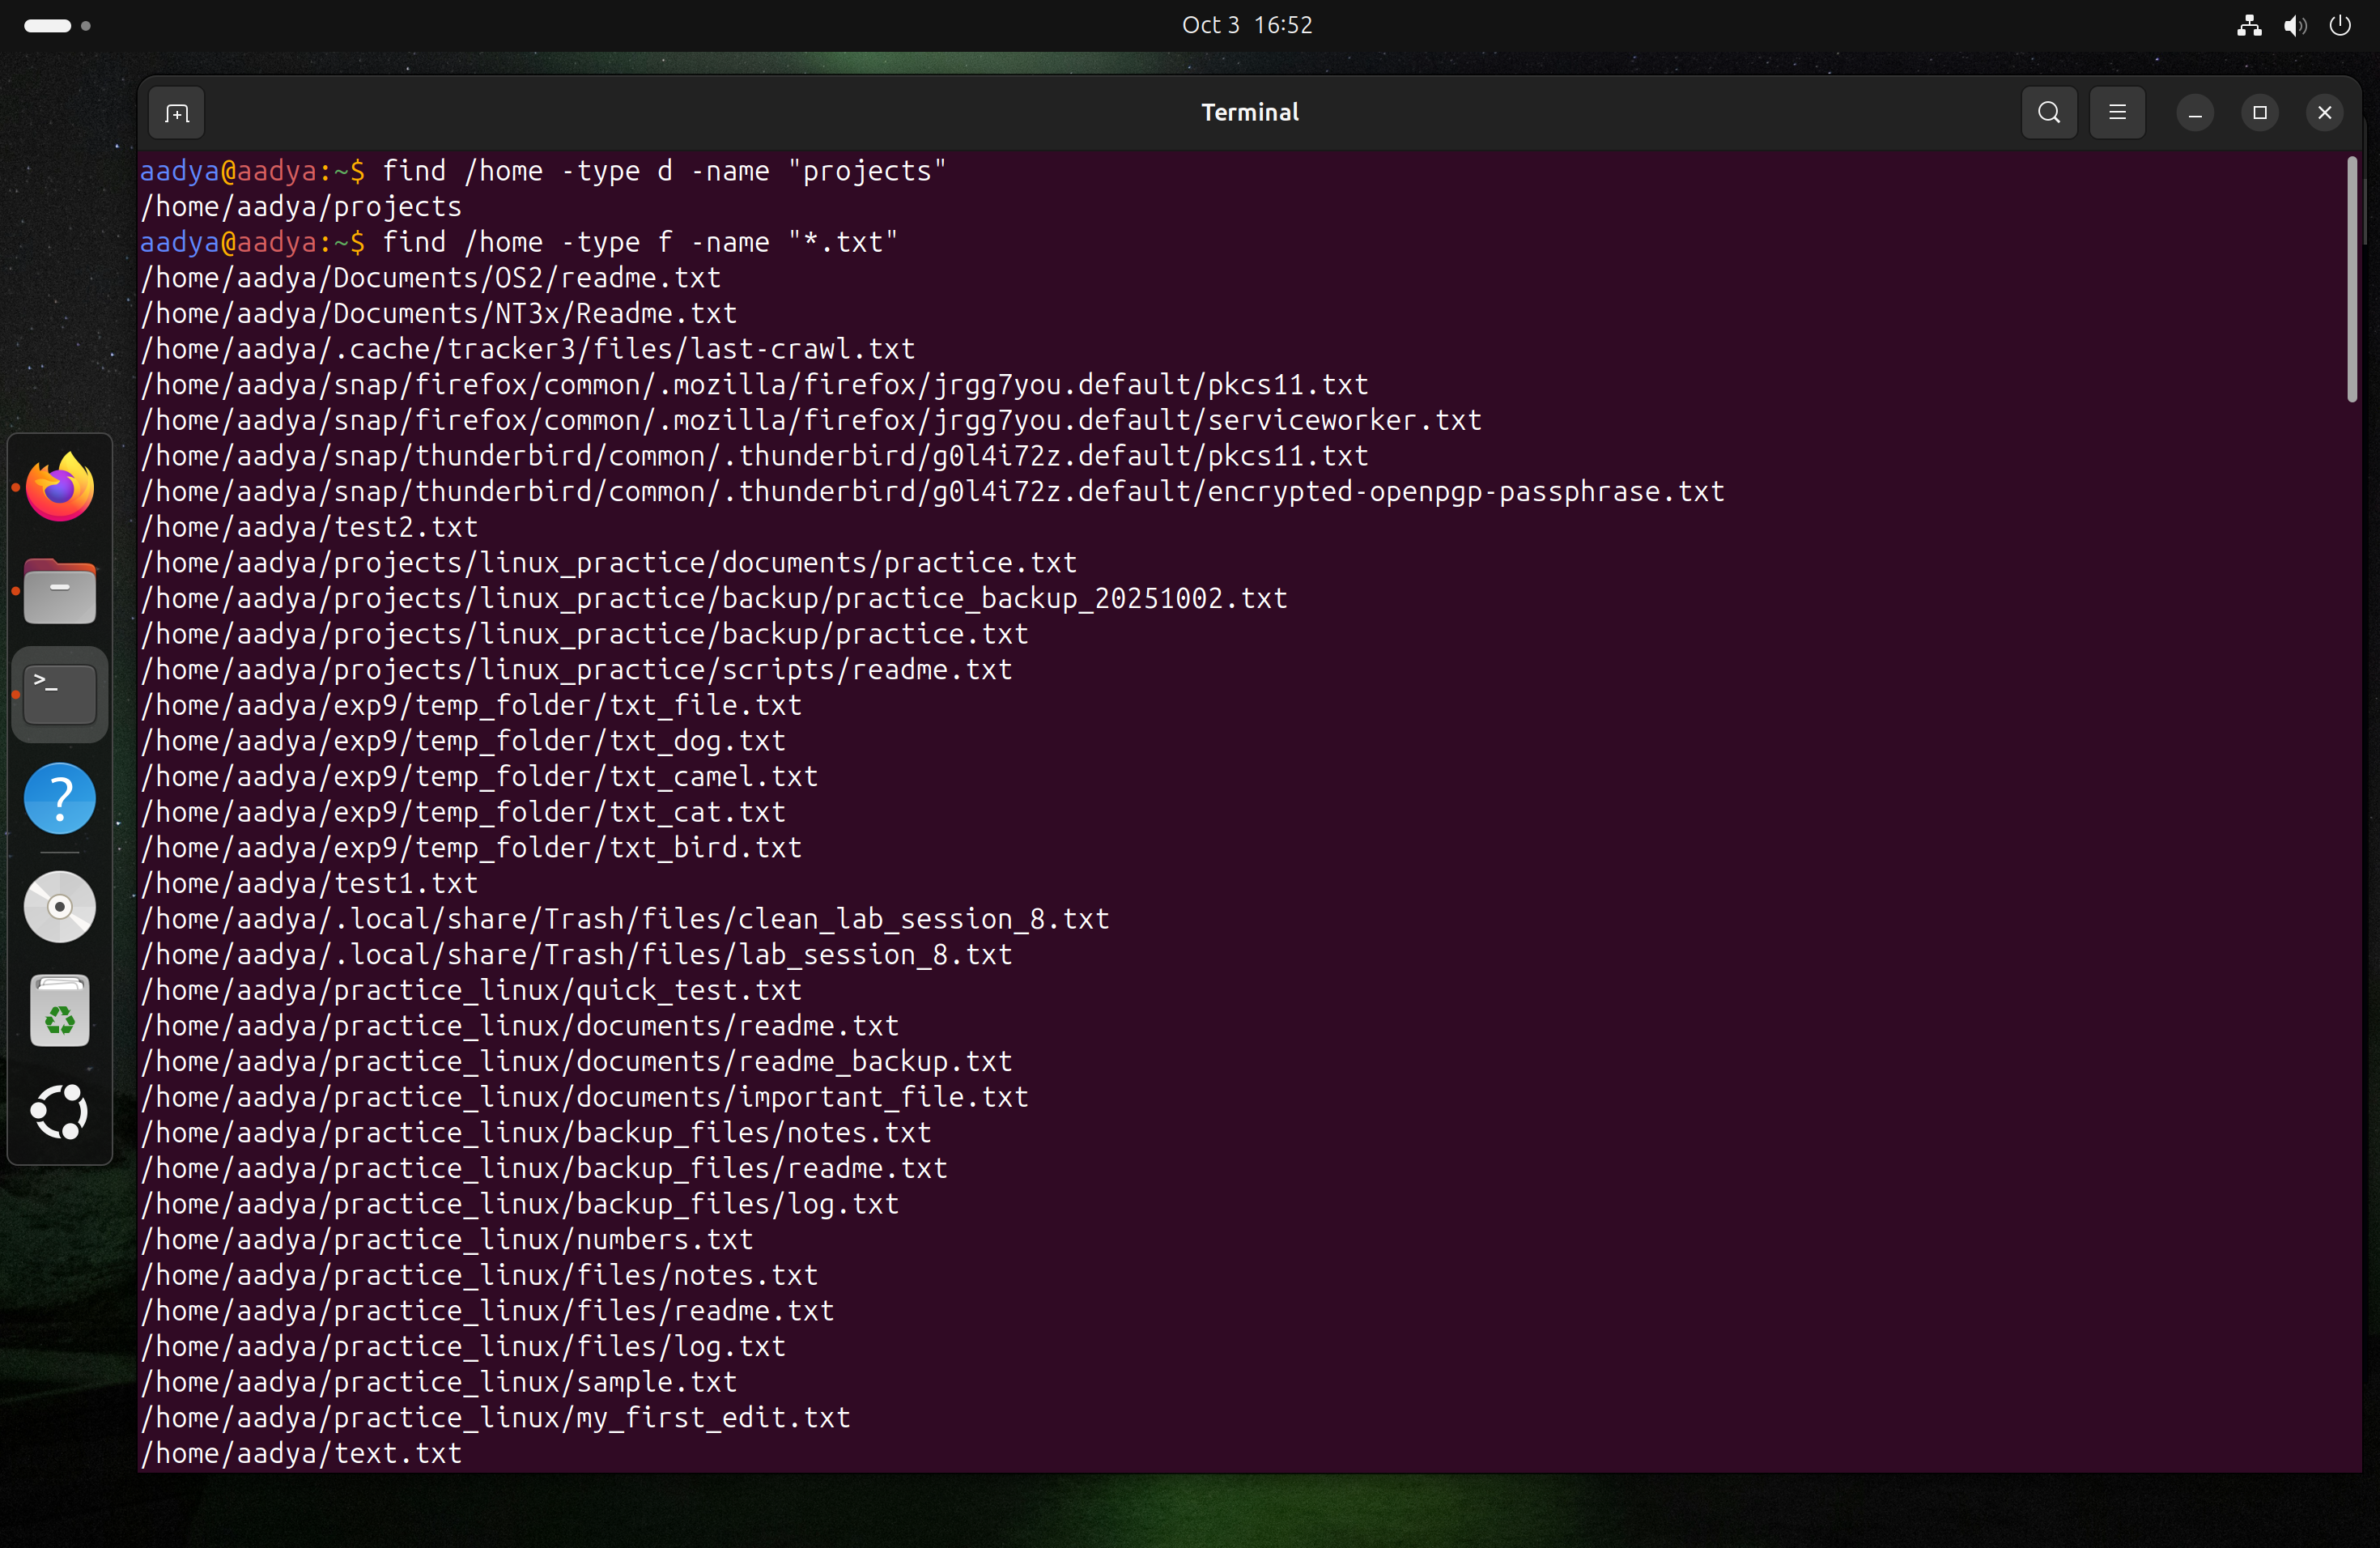 Oct 3 16:52
Terminal
aadya@aadya:~$ find /home -type d -name "projects"
/home/aadya/projects
aadya@aadya:~$ find /home -type f -name "*.txt"
/home/aadya/Documents/OS2/readme.txt
/home/aadya/Documents/NT3x/Readme.txt
/home/aadya/.cache/tracker3/files/last-crawl.txt
/home/aadya/snap/firefox/common/.mozilla/firefox/jrgg7you.default/pkcs11.txt
/home/aadya/snap/firefox/common/.mozilla/firefox/jrgg7you.default/serviceworker.txt
/home/aadya/snap/thunderbird/common/.thunderbird/g0l4i72z.default/pkcs11.txt
/home/aadya/snap/thunderbird/common/.thunderbird/g0l4i72z.default/encrypted-openpgp-passphrase.txt
/home/aadya/test2.txt
/home/aadya/projects/linux_practice/documents/practice.txt
/home/aadya/projects/linux_practice/backup/practice_backup_20251002.txt
/home/aadya/projects/linux_practice/backup/practice.txt
/home/aadya/projects/linux_practice/scripts/readme.txt
/home/aadya/exp9/temp_folder/txt_file.txt
/home/aadya/exp9/temp_folder/txt_dog.txt
/home/aadya/exp9/temp_folder/txt_camel.txt
/home/aadya/exp9/temp_folder/txt_cat.txt
/home/aadya/exp9/temp_folder/txt_bird.txt
/home/aadya/test1.txt
/home/aadya/.local/share/Trash/files/clean_lab_session_8.txt
/home/aadya/.local/share/Trash/files/lab_session_8.txt
/home/aadya/practice_linux/quick_test.txt
/home/aadya/practice_linux/documents/readme.txt
/home/aadya/practice_linux/documents/readme_backup.txt
/home/aadya/practice_linux/documents/important_file.txt
/home/aadya/practice_linux/backup_files/notes.txt
/home/aadya/practice_linux/backup_files/readme.txt
/home/aadya/practice_linux/backup_files/log.txt
/home/aadya/practice_linux/numbers.txt
/home/aadya/practice_linux/files/notes.txt
/home/aadya/practice_linux/files/readme.txt
/home/aadya/practice_linux/files/log.txt
/home/aadya/practice_linux/sample.txt
/home/aadya/practice_linux/my_first_edit.txt
/home/aadya/text.txt